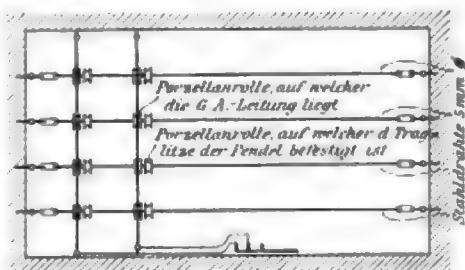 Porzellanrolle, auf welcher
die G. A.-Leitung liegt
Porzellanrolle, auf welcher d. Trag-
litze der Pendel befestigt ist
Stahldrähte 5 mm